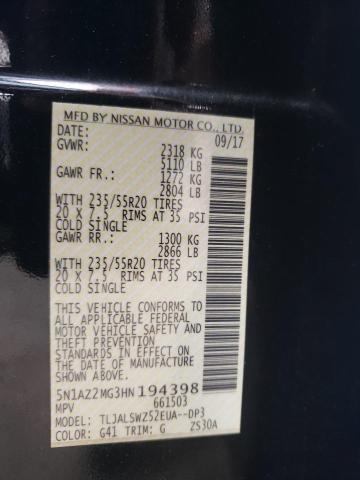 MFD BY NISSAN MOTOR CO., LTD.
DATE: 09/17
GVWR: 2318 KG
5110 LB
GAWR FR.: 1272 KG
2804 LB
WITH 235/55R20 TIRES
20 X 7.5 RIMS AT 35 PSI
COLD SINGLE
GAWR RR.: 1300 KG
2866 LB
WITH 235/55R20 TIRES
20 X 7.5 RIMS AT 35 PSI
COLD SINGLE
THIS VEHICLE CONFORMS TO
ALL APPLICABLE FEDERAL
MOTOR VEHICLE SAFETY AND
THEFT PREVENTION
STANDARDS IN EFFECT ON
THE DATE OF MANUFACTURE
SHOWN ABOVE.
5N1AZ2MG3HN194398
MPV 661503
MODEL: TLJALSWZ52EUA--DP3
COLOR: G41 TRIM: G ZS30A